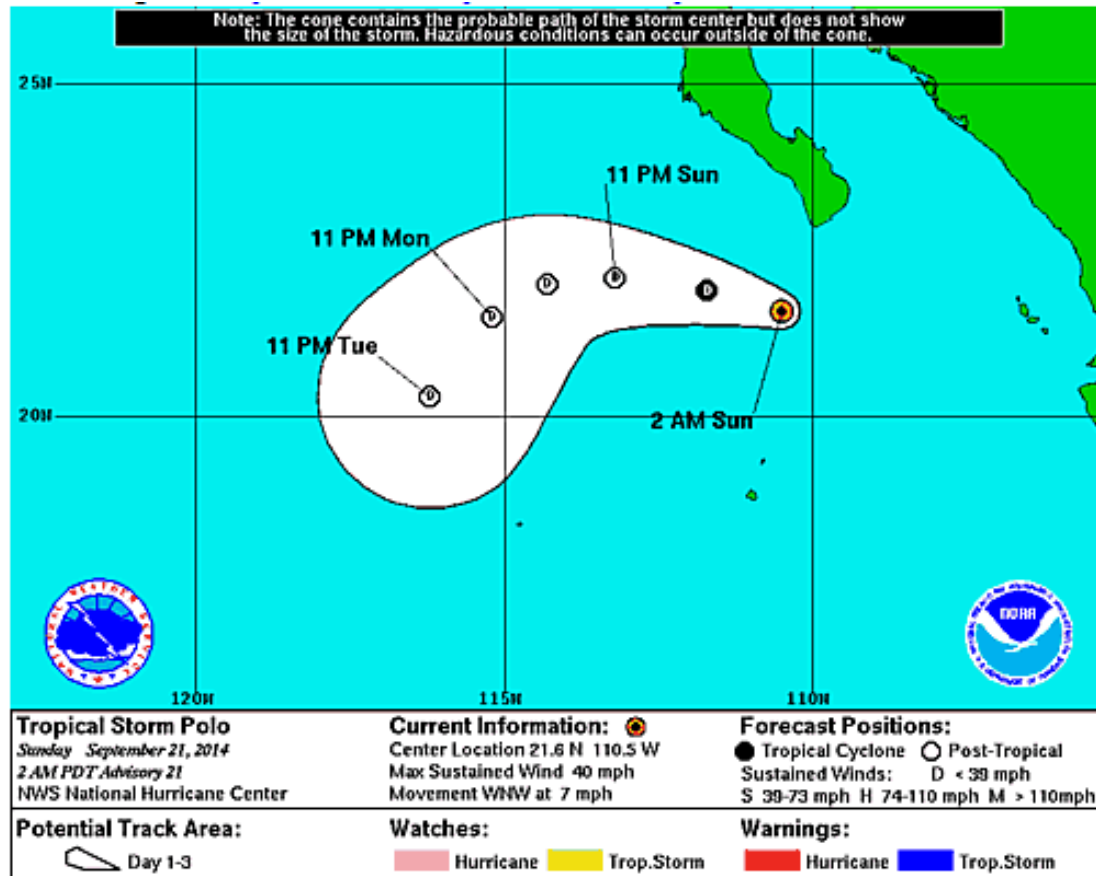 Note: The cone contains the probable path of the storm center but does not show
the size of the storm. Hazardous conditions can occur outside of the cone.
25N
11 PM Sun
11 PM Mon
D
D
D
D
11 PM Tue
D
20N
2 AM Sun
NOAA
120W
115W
110W
Tropical Storm Polo
Sunday September 21, 2014
2 AM PDT Advisory 21
NWS National Hurricane Center
Current Information:
Center Location 21.6 N 110.5 W
Max Sustained Wind 40 mph
Movement WNW at 7 mph
Forecast Positions:
Tropical Cyclone Post-Tropical
Sustained Winds: D < 39 mph
S 39-73 mph H 74-110 mph M > 110mph
Potential Track Area:
Day 1-3
Watches:
Hurricane Trop.Storm
Warnings:
Hurricane Trop.Storm